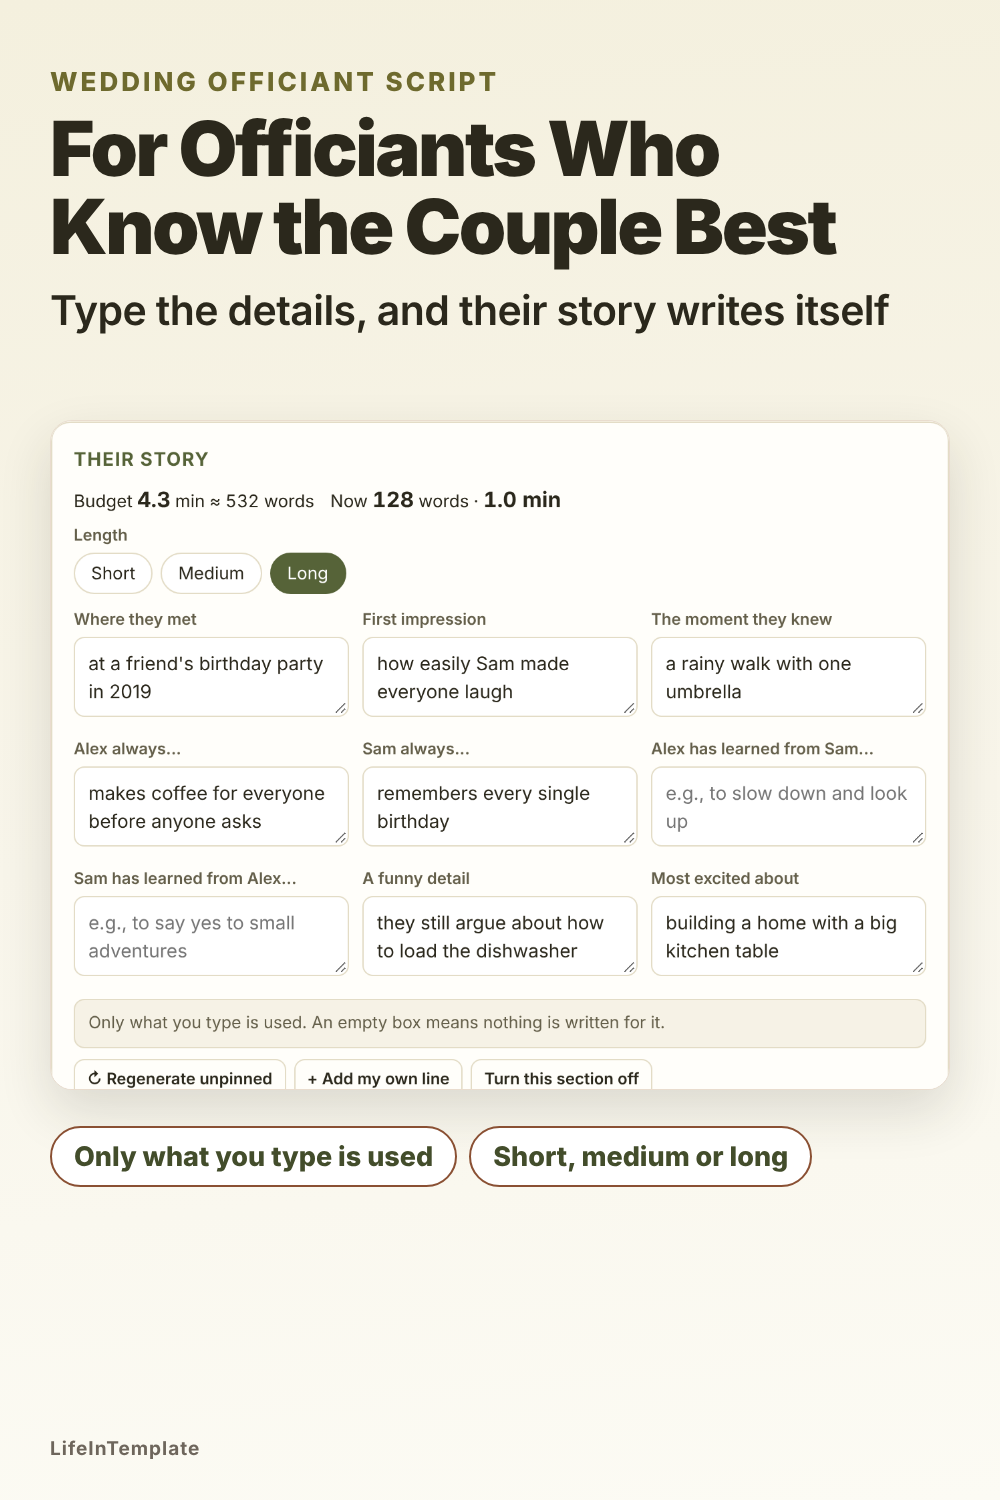 WEDDING OFFICIANT SCRIPT
For Officiants Who
Know the Couple Best
Type the details, and their story writes itself
THEIR STORY
Budget 4.3 min ≈ 532 words Now 128 words · 1.0 min
Length
Short Medium Long
Where they met First impression The moment they knew
at a friend's birthday party how easily Sam made a rainy walk with one
in 2019 everyone laugh umbrella
Alex always... Sam always... Alex has learned from Sam...
makes coffee for everyone remembers every single e.g., to slow down and look
before anyone asks birthday up
Sam has learned from Alex... A funny detail Most excited about
e.g., to say yes to small they still argue about how building a home with a big
adventures to load the dishwasher kitchen table
Only what you type is used. An empty box means nothing is written for it.
↻ Regenerate unpinned + Add my own line Turn this section off
Only what you type is used Short, medium or long
LifeInTemplate